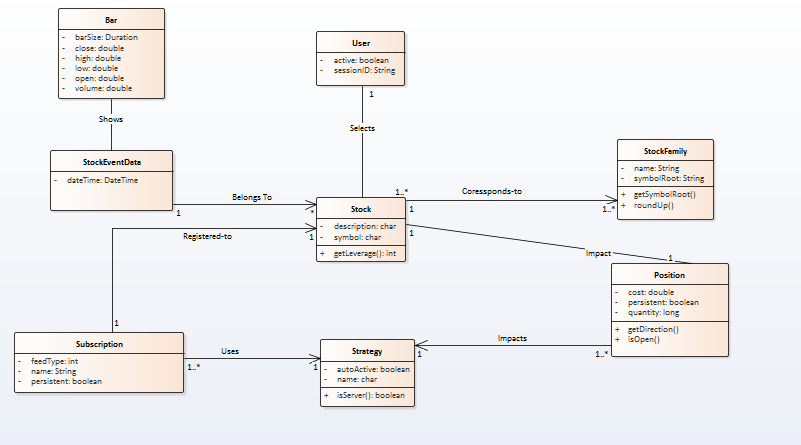 Bar
- barSize: Duration
- close: double
- high: double
- low: double
- open: double
- volume: double
Shows
User
- active: boolean
- sessionID: String
1
Selects
StockEventData
- dateTime: DateTime
Belongs To
1
*
StockFamily
- name: String
- symbolRoot: String
+ getSymbolRoot()
+ roundUp()
1..*
Coressponds-to
1
1..*
Stock
- description: char
- symbol: char
+ getLeverage(): int
Registered-to
1
1
1
Impact
1
Position
- cost: double
- persistent: boolean
- quantity: long
+ getDirection()
+ isOpen()
Subscription
- feedType: int
- name: String
- persistent: boolean
Uses
1..*
1
Strategy
- autoActive: boolean
- name: char
+ isServer(): boolean
Impacts
1
1..*